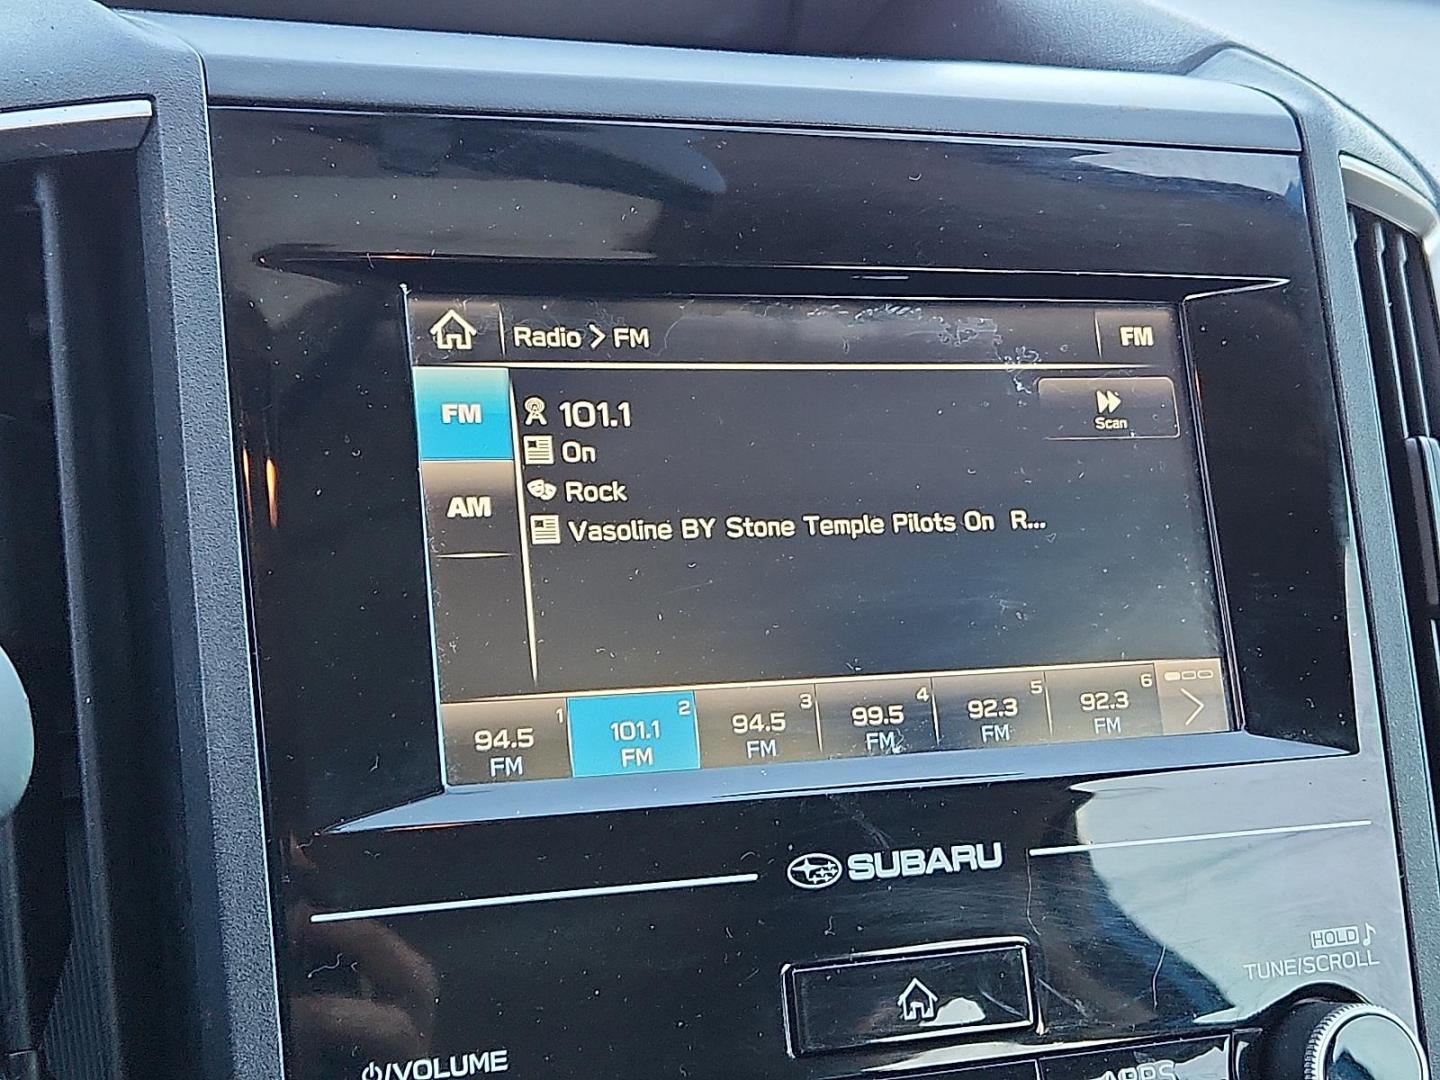 Radio > FM
FM
FM
AM
101.1
On
Rock
Vasoline BY Stone Temple Pilots On R...
Scan
94.5 1
FM
101.1 2
FM
94.5 3
FM
99.5 4
FM
92.3 5
FM
92.3 6
FM
SUBARU
HOLD
TUNE/SCROLL
/VOLUME
APPS